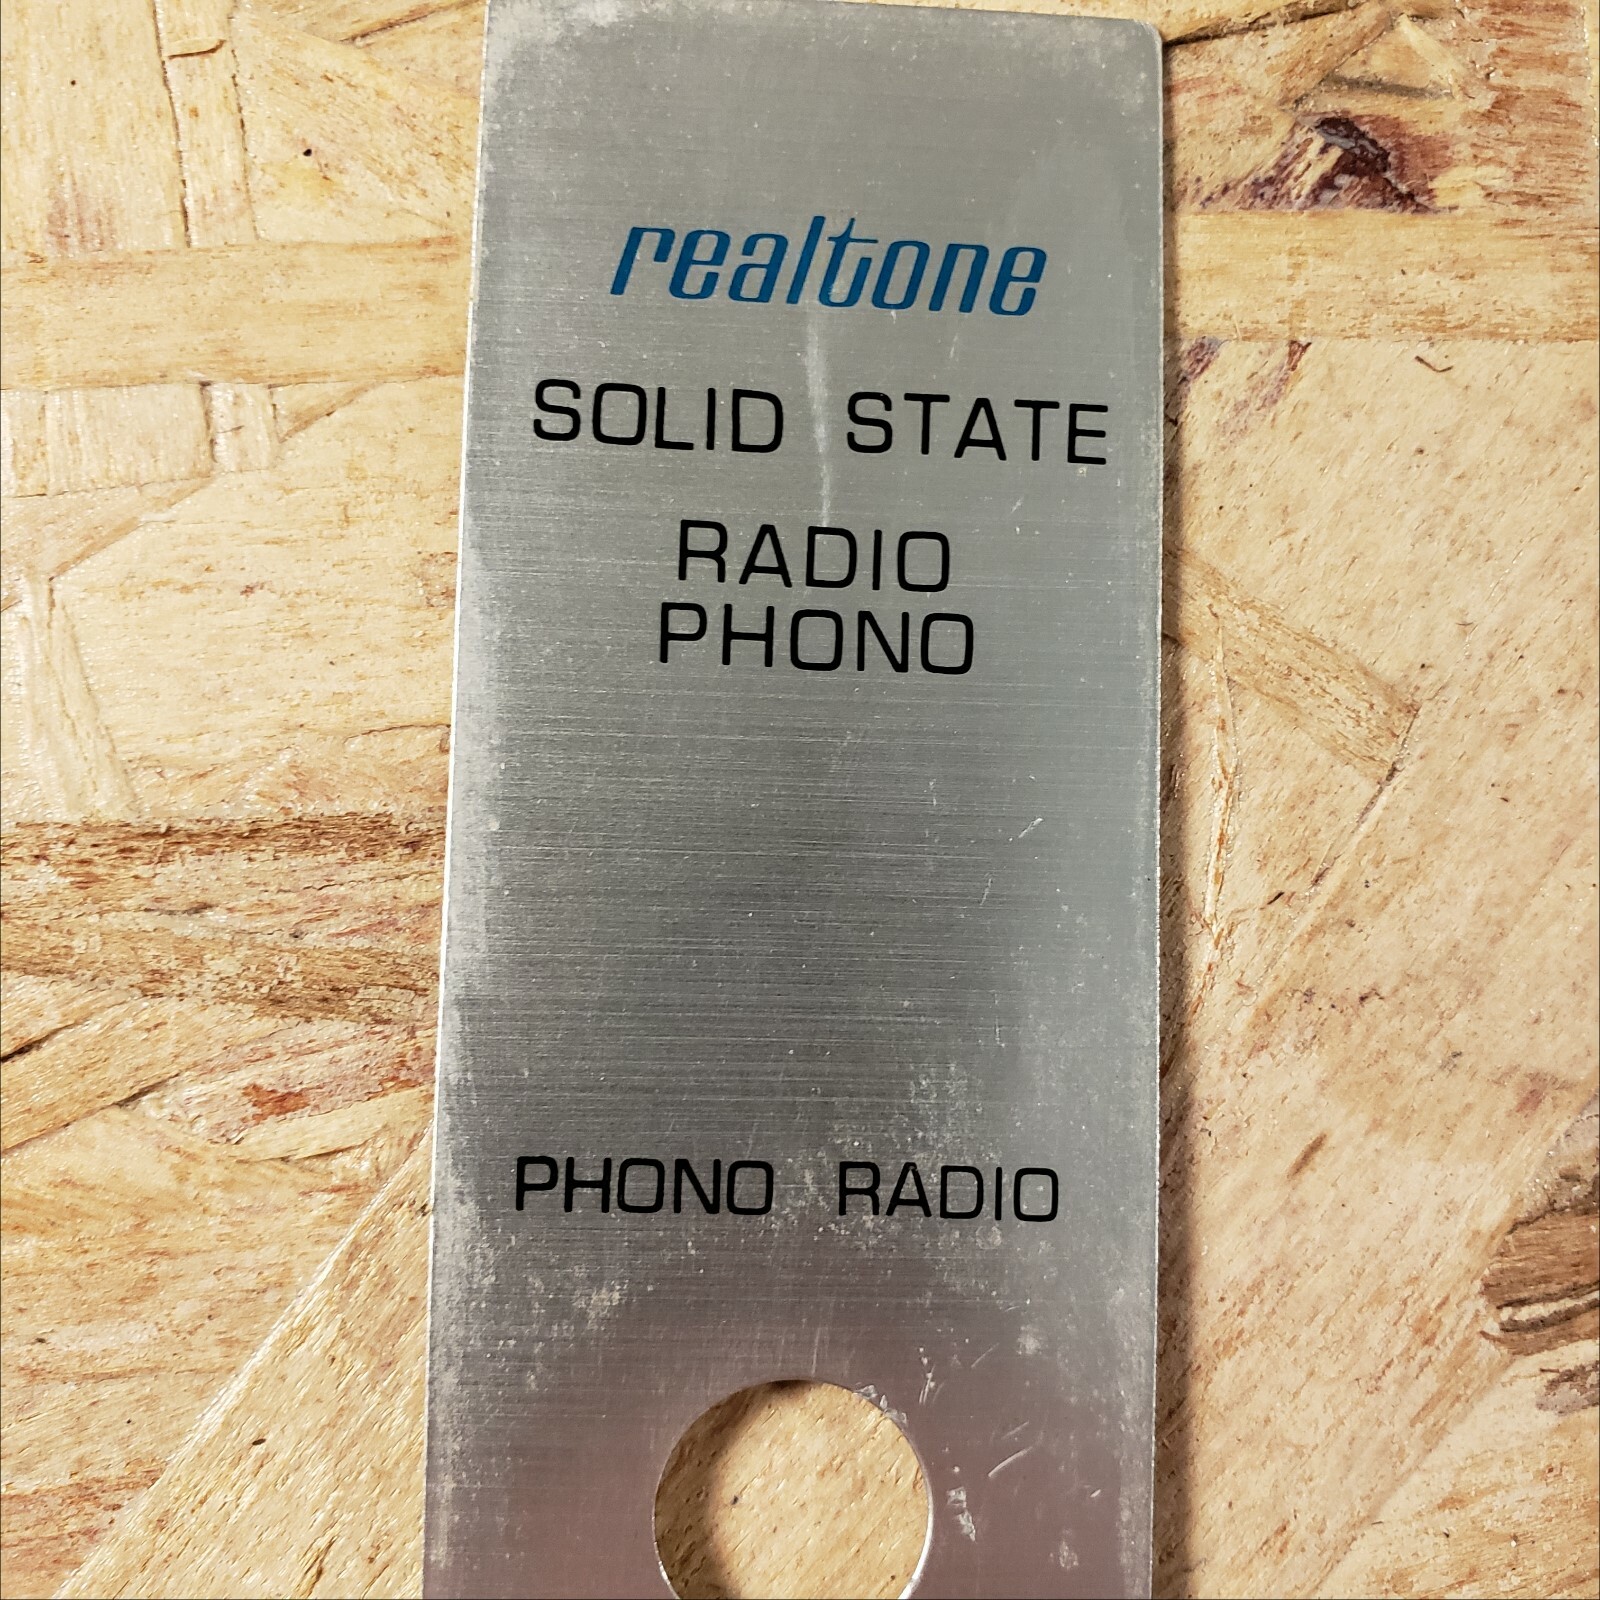 realtone
SOLID STATE
RADIO
PHONO
PHONO RADIO